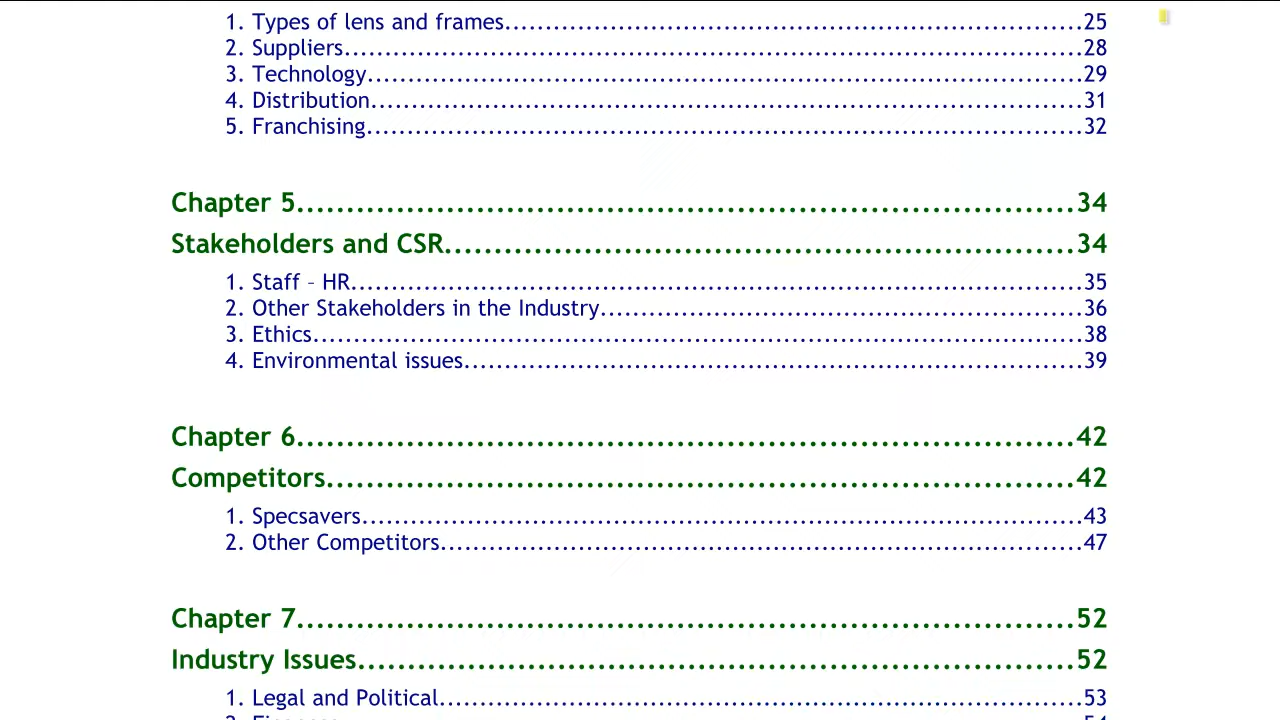 1. Types of lens and frames..........................................................................25
2. Suppliers...............................................................................................28
3. Technology............................................................................................29
4. Distribution...........................................................................................31
5. Franchising............................................................................................32
Chapter 5..............................................................................34
Stakeholders and CSR...............................................................34
1. Staff – HR..............................................................................................35
2. Other Stakeholders in the Industry............................................................36
3. Ethics...................................................................................................38
4. Environmental issues...............................................................................39
Chapter 6..............................................................................42
Competitors...........................................................................42
1. Specsavers.............................................................................................43
2. Other Competitors..................................................................................47
Chapter 7..............................................................................52
Industry Issues........................................................................52
1. Legal and Political..................................................................................53